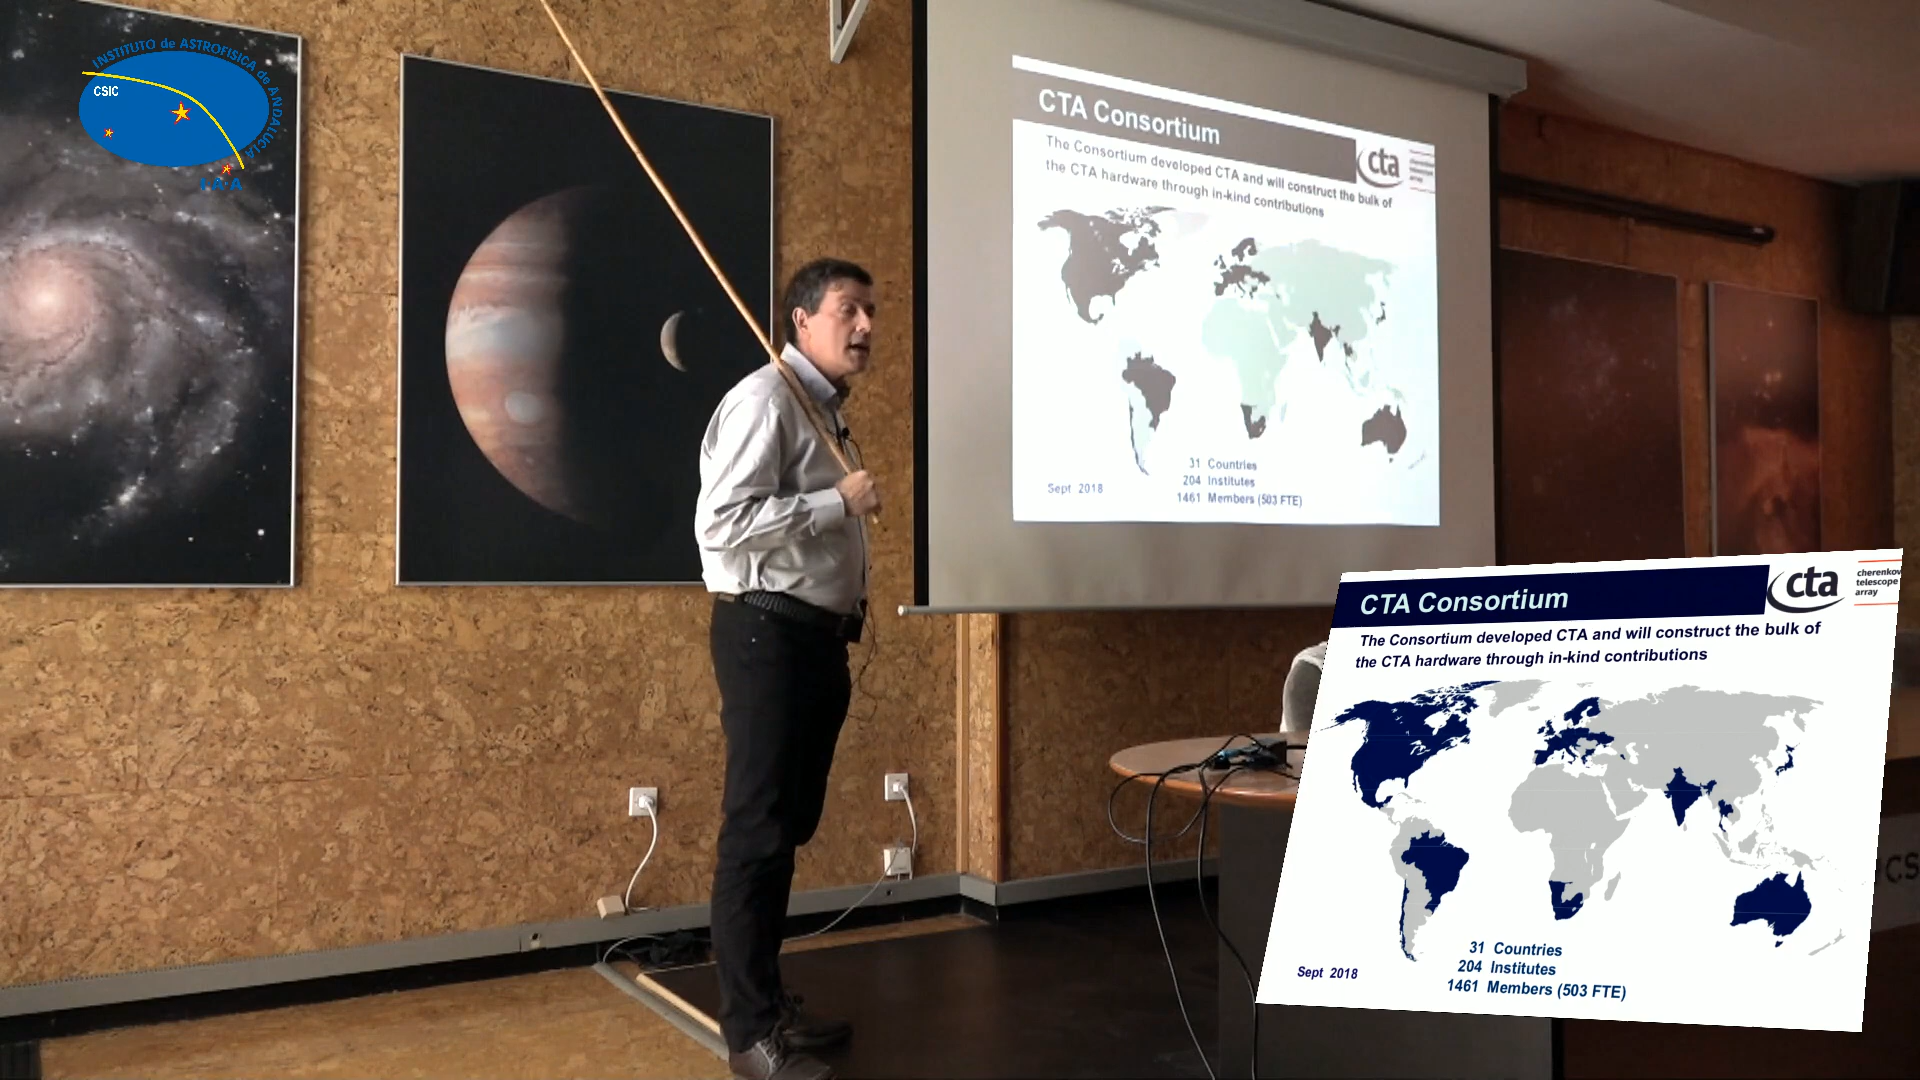 INSTITUTO de ASTROFISICA de ANDALUCIA
CSIC
I·A·A
CTA Consortium
cta
The Consortium developed CTA and will construct the bulk of
the CTA hardware through in-kind contributions
31 Countries
204 Institutes
1461 Members (503 FTE)
Sept 2018
CTA Consortium
cta
cherenkov
telescope
array
The Consortium developed CTA and will construct the bulk of
the CTA hardware through in-kind contributions
31 Countries
204 Institutes
1461 Members (503 FTE)
Sept 2018